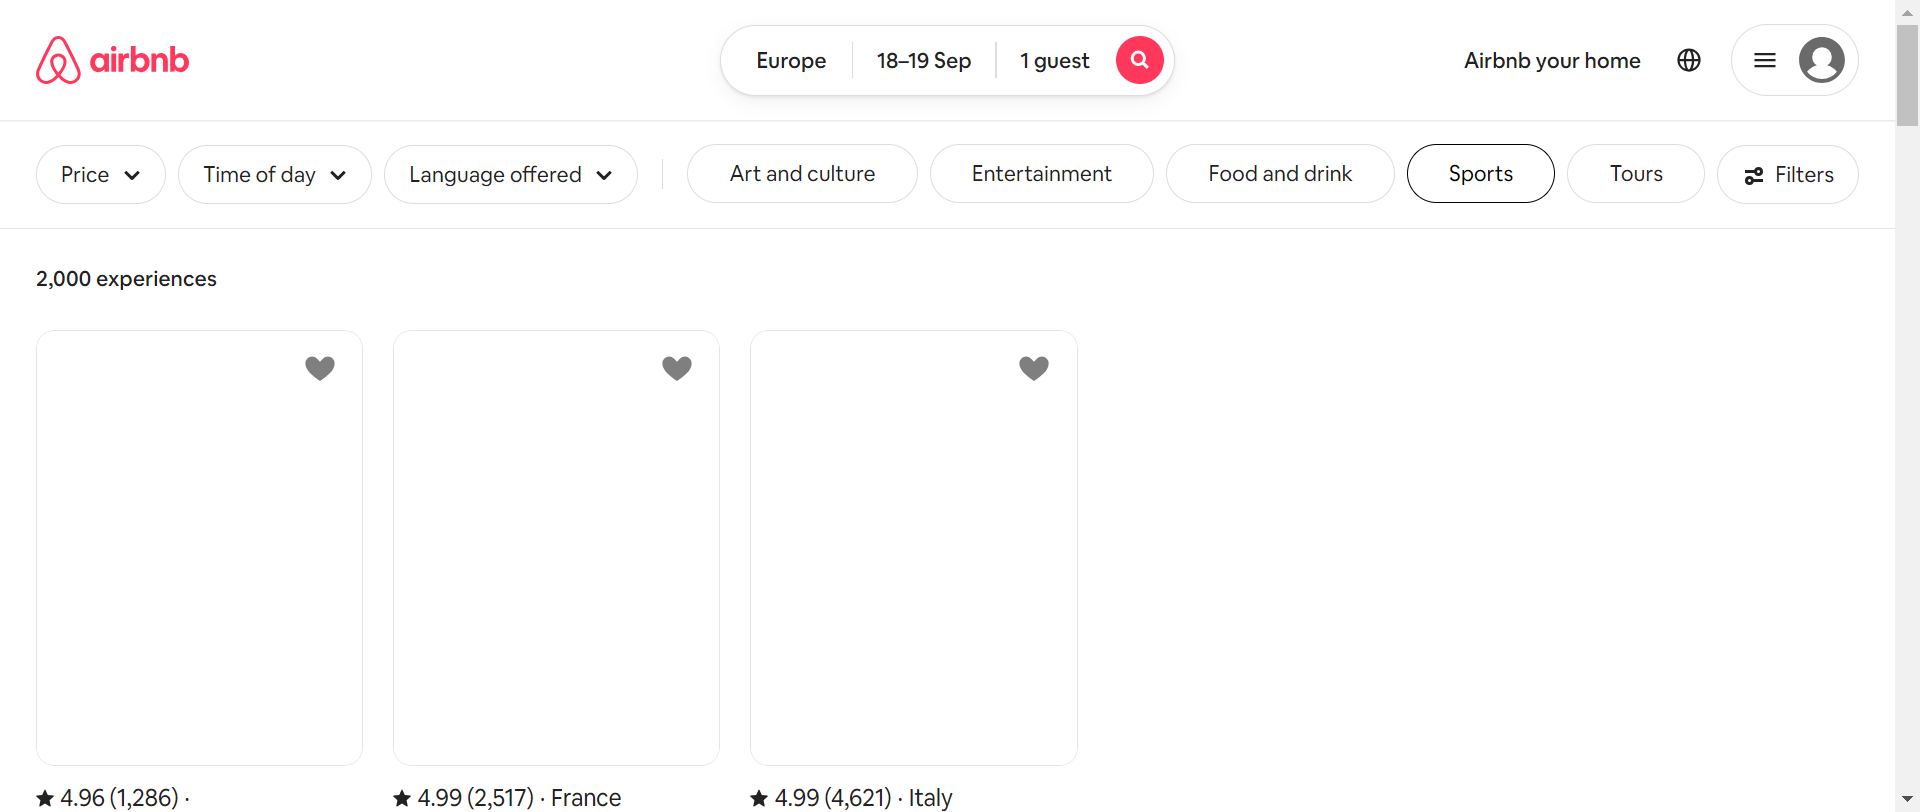 airbnb
Europe 18–19 Sep 1 guest
Airbnb your home
Price Time of day Language offered Art and culture Entertainment Food and drink Sports Tours Filters
2,000 experiences
4.96 (1,286) · 4.99 (2,517) · France 4.99 (4,621) · Italy